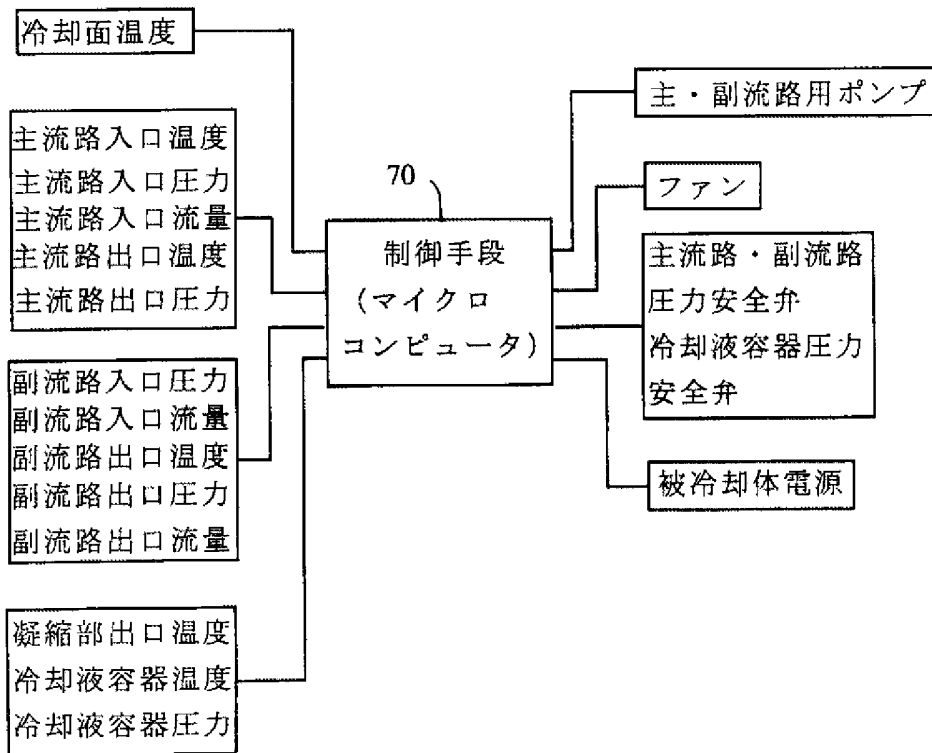 冷却面温度
主流路入口温度
主流路入口圧力
主流路入口流量
主流路出口温度
主流路出口圧力
副流路入口圧力
副流路入口流量
副流路出口温度
副流路出口圧力
副流路出口流量
凝縮部出口温度
冷却液容器温度
冷却液容器圧力
70
制御手段
(マイクロ
コンピュータ)
主・副流路用ポンプ
ファン
主流路・副流路
圧力安全弁
冷却液容器圧力
安全弁
被冷却体電源